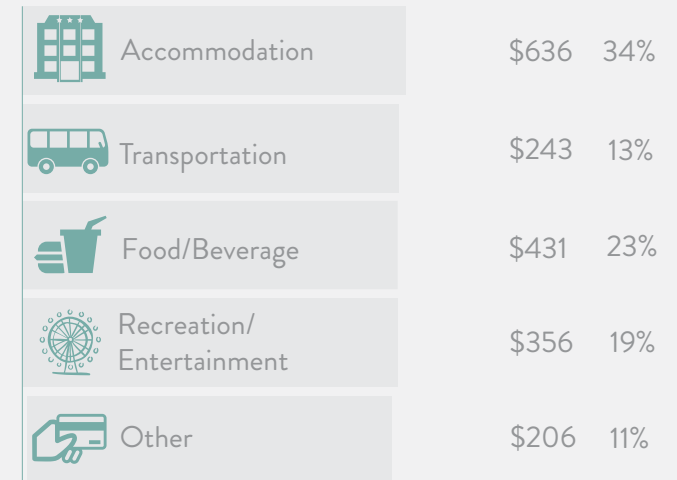 Accommodation $636 34%
Transportation $243 13%
Food/Beverage $431 23%
Recreation/
Entertainment $356 19%
Other $206 11%